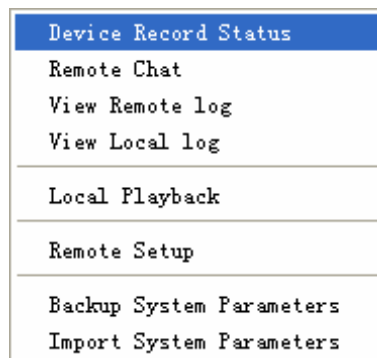 Device Record Status
Remote Chat
View Remote log
View Local log
Local Playback
Remote Setup
Backup System Parameters
Import System Parameters